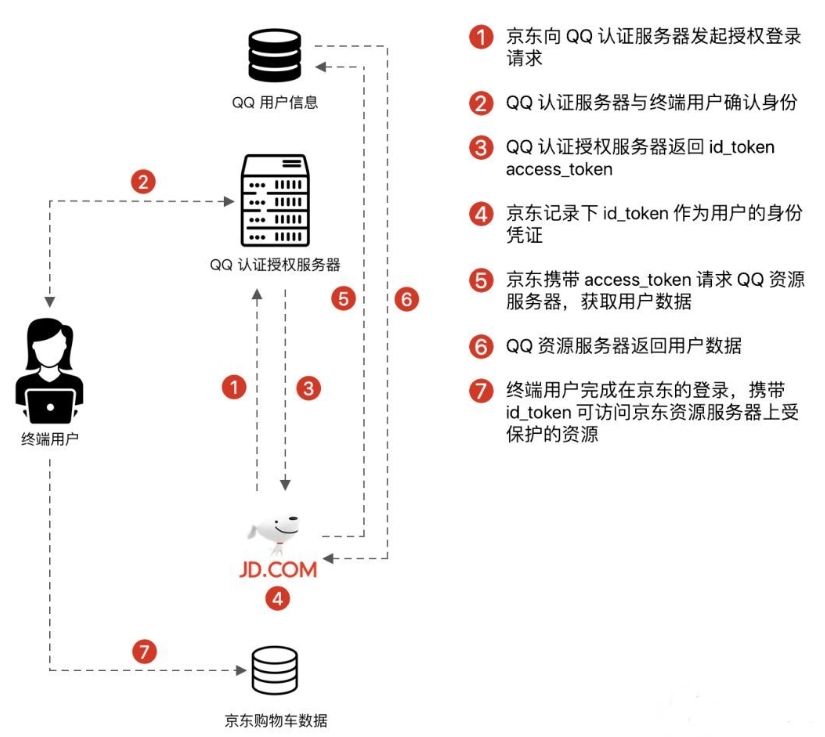 QQ 用户信息
2
QQ 认证授权服务器
5
6
1
3
终端用户
JD.COM
4
7
京东购物车数据
1 京东向 QQ 认证服务器发起授权登录
请求
2 QQ 认证服务器与终端用户确认身份
3 QQ 认证授权服务器返回 id_token
access_token
4 京东记录下 id_token 作为用户的身份
凭证
5 京东携带 access_token 请求 QQ 资源
服务器，获取用户数据
6 QQ 资源服务器返回用户数据
7 终端用户完成在京东的登录，携带
id_token 可访问京东资源服务器上受
保护的资源